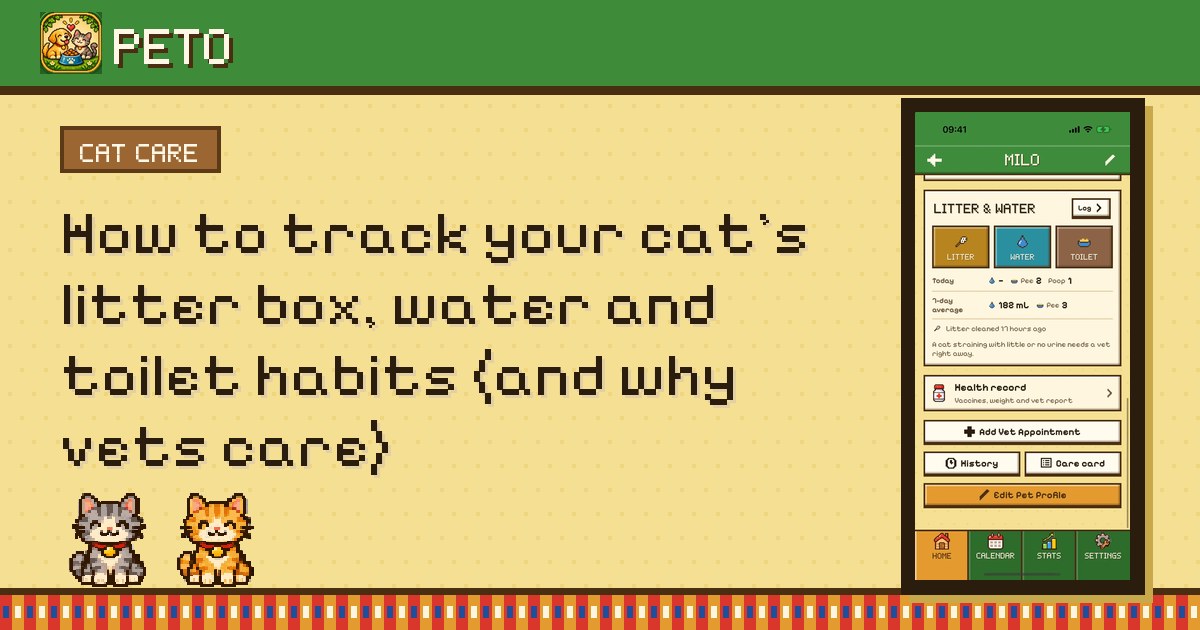 PETO
CAT CARE
How to track your cat's
litter box, water and
toilet habits (and why
vets care)
09:41
MILO
LITTER & WATER
Log
LITTER
WATER
TOILET
Today
- Pee 2 Poop 1
7-day
average
182 mL Pee 3
Litter cleaned 17 hours ago
A cat straining with little or no urine needs a vet
right away.
Health record
Vaccines, weight and vet report
Add Vet Appointment
History
Care card
Edit Pet Profile
HOME
CALENDAR
STATS
SETTINGS